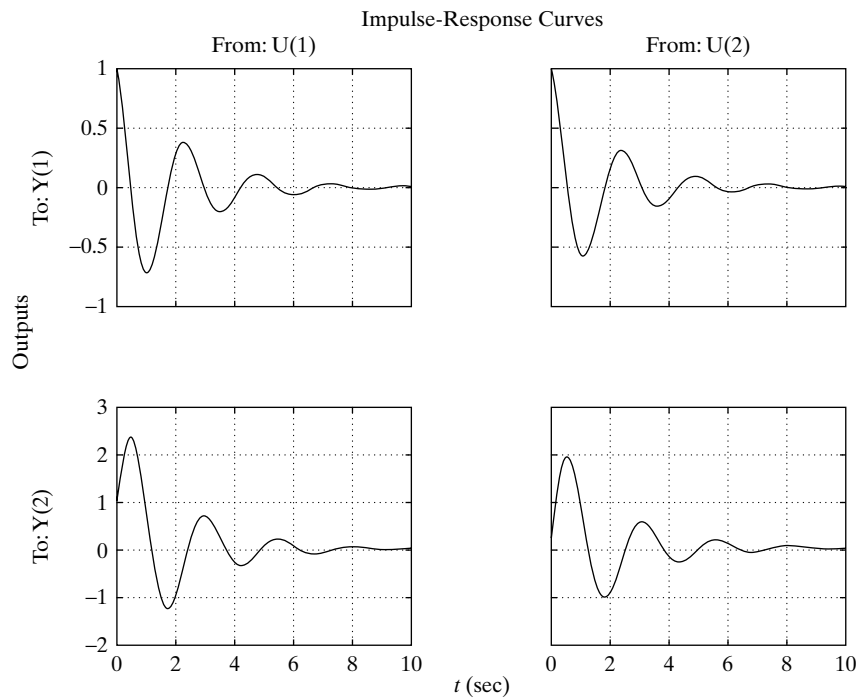 Impulse-Response Curves
From: U(1)
From: U(2)
Outputs
To: Y(1)
1
0.5
0
−0.5
−1
To: Y(2)
3
2
1
0
−1
−2
0 2 4 6 8 10
0 2 4 6 8 10
t (sec)